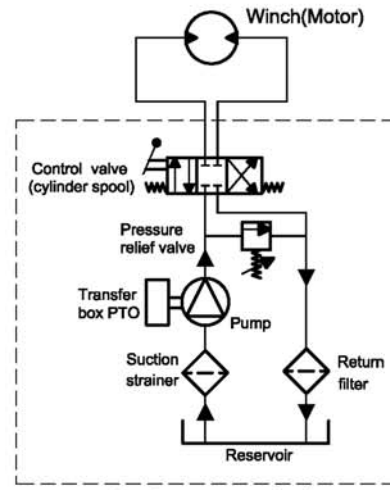 Winch(Motor)
Control valve
(cylinder spool)
Pressure
relief valve
Transfer
box PTO
Pump
Suction
strainer
Return
filter
Reservoir